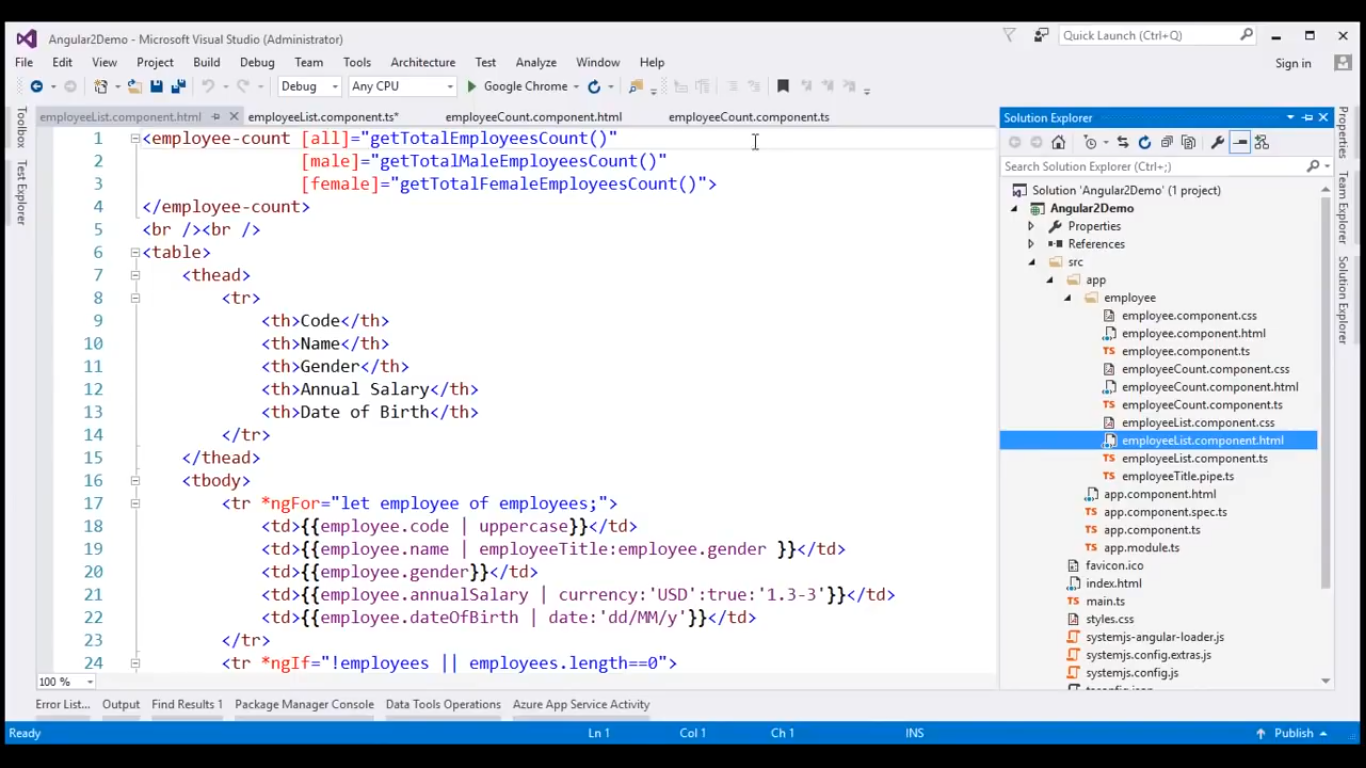 Angular2Demo - Microsoft Visual Studio (Administrator)
Quick Launch (Ctrl+Q)
File Edit View Project Build Debug Team Tools Architecture Test Analyze Window Help
Sign in
Debug Any CPU Google Chrome
employeeList.component.html employeeList.component.ts* employeeCount.component.html employeeCount.component.ts
Toolbox
Test Explorer
1 <employee-count [all]="getTotalEmployeesCount()"
2 [male]="getTotalMaleEmployeesCount()"
3 [female]="getTotalFemaleEmployeesCount()">
4 </employee-count>
5 <br /><br />
6 <table>
7 <thead>
8 <tr>
9 <th>Code</th>
10 <th>Name</th>
11 <th>Gender</th>
12 <th>Annual Salary</th>
13 <th>Date of Birth</th>
14 </tr>
15 </thead>
16 <tbody>
17 <tr *ngFor="let employee of employees;">
18 <td>{{employee.code | uppercase}}</td>
19 <td>{{employee.name | employeeTitle:employee.gender }}</td>
20 <td>{{employee.gender}}</td>
21 <td>{{employee.annualSalary | currency:'USD':true:'1.3-3'}}</td>
22 <td>{{employee.dateOfBirth | date:'dd/MM/y'}}</td>
23 </tr>
24 <tr *ngIf="!employees || employees.length==0">
100 %
Solution Explorer
Search Solution Explorer (Ctrl+;)
Solution 'Angular2Demo' (1 project)
Angular2Demo
Properties
References
src
app
employee
employee.component.css
employee.component.html
TS employee.component.ts
employeeCount.component.css
employeeCount.component.html
TS employeeCount.component.ts
employeeList.component.css
employeeList.component.html
TS employeeList.component.ts
TS employeeTitle.pipe.ts
app.component.html
TS app.component.spec.ts
TS app.component.ts
TS app.module.ts
favicon.ico
index.html
TS main.ts
styles.css
systemjs-angular-loader.js
systemjs.config.extras.js
systemjs.config.js
Properties
Team Explorer
Solution Explorer
Error List... Output Find Results 1 Package Manager Console Data Tools Operations Azure App Service Activity
Ready Ln 1 Col 1 Ch 1 INS Publish